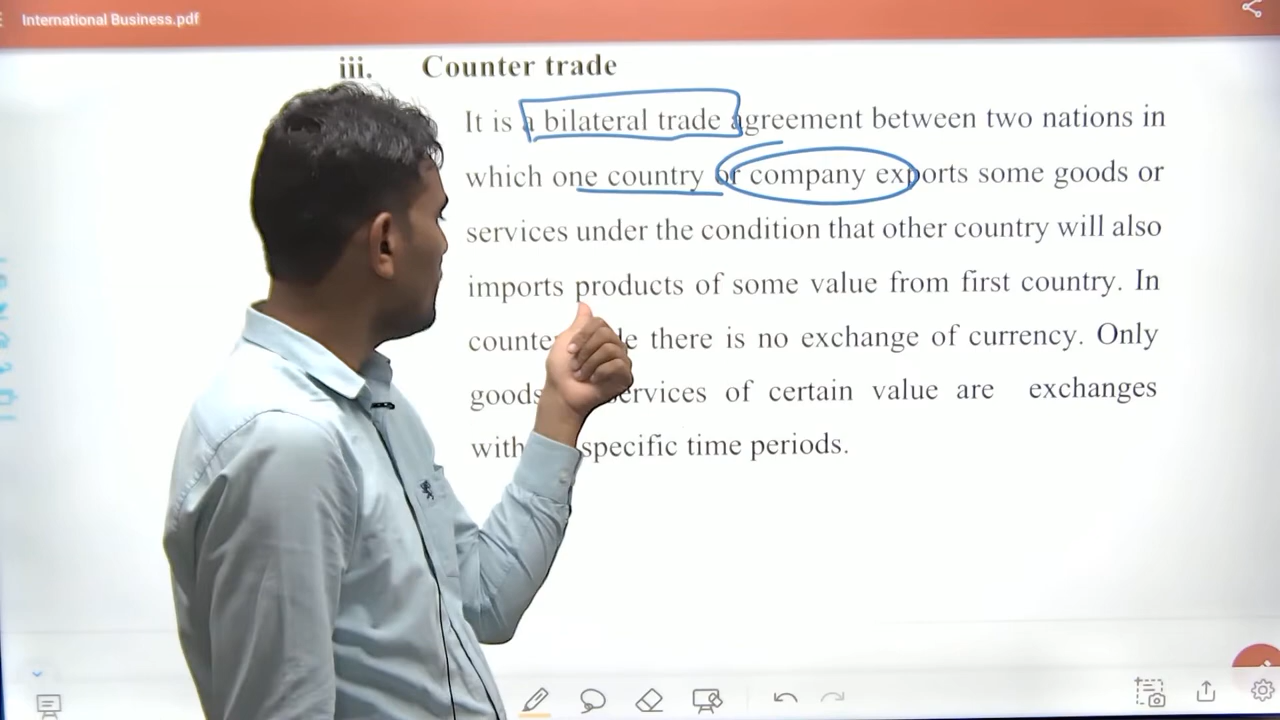 International Business.pdf
iii. Counter trade
It is a bilateral trade agreement between two nations in
which one country or company exports some goods or
services under the condition that other country will also
imports products of some value from first country. In
there is no exchange of currency. Only
goods services of certain value are exchanges
specific time periods.